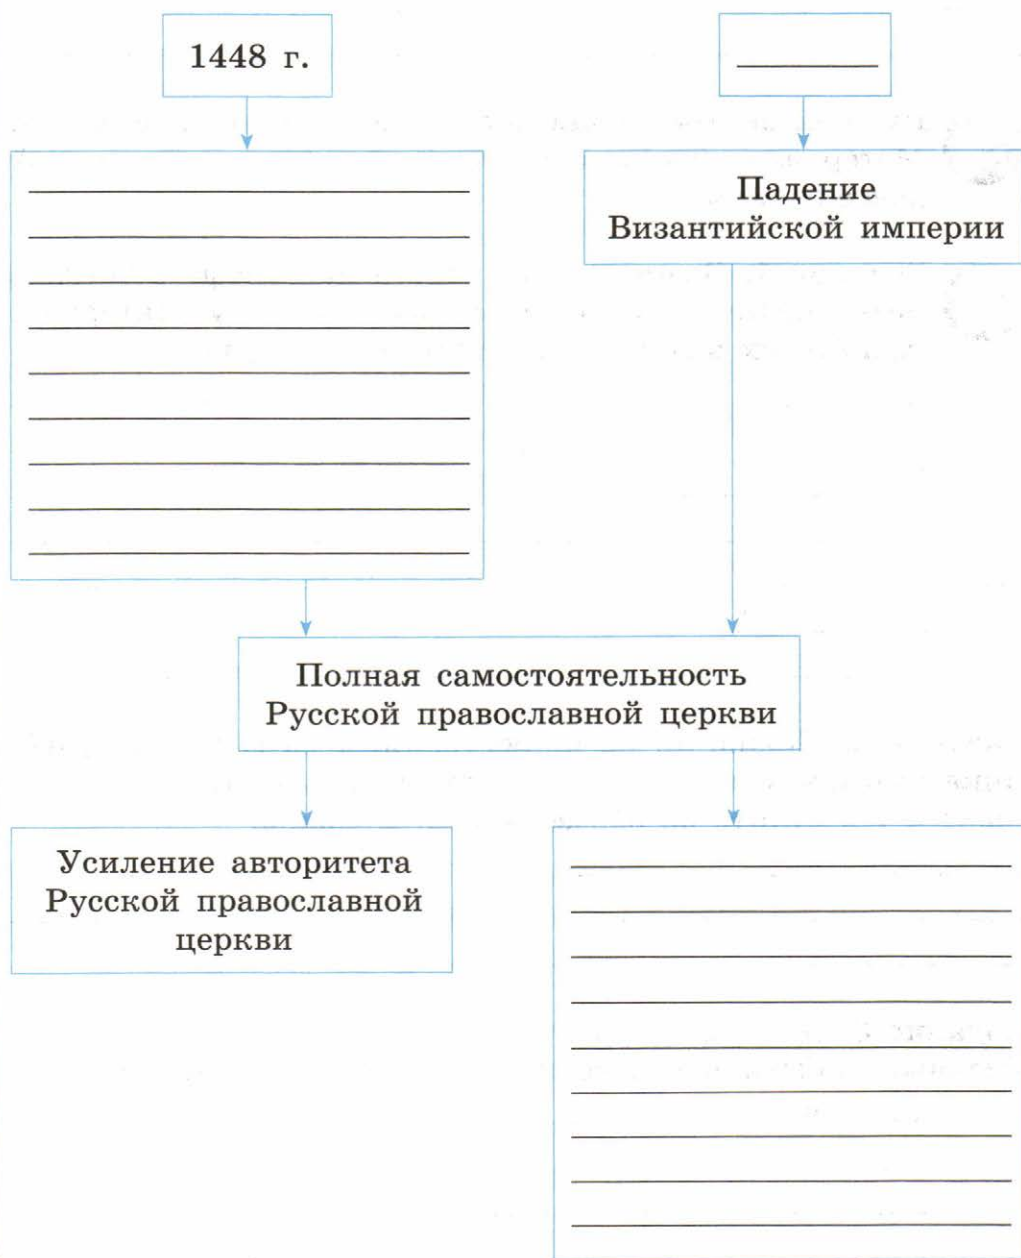 1448 г.
Падение
Византийской империи
Полная самостоятельность
Русской православной церкви
Усиление авторитета
Русской православной
церкви